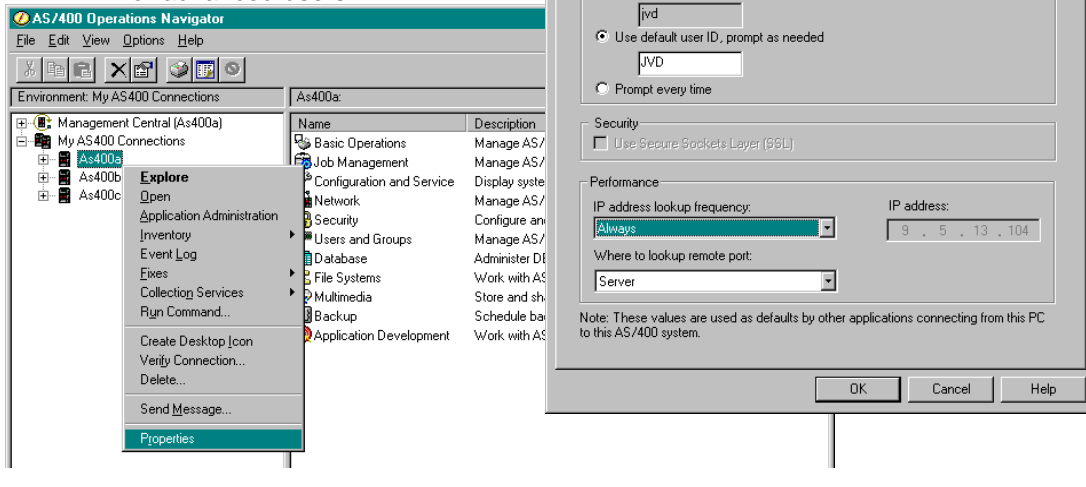 AS/400 Operations Navigator
File Edit View Options Help
Environment: My AS400 Connections
As400a:
Management Central (As400a)
My AS400 Connections
As400a
As400b
As400c
Explore
Open
Application Administration
Inventory
Event Log
Fixes
Collection Services
Run Command...
Create Desktop Icon
Verify Connection...
Delete...
Send Message...
Properties
Name Description
Basic Operations Manage AS/
Job Management Manage AS/
Configuration and Service Display syste
Network Manage AS/
Security Configure an
Users and Groups Manage AS/
Database Administer DB
File Systems Work with AS
Multimedia Store and sh
Backup Schedule ba
Application Development Work with AS
jvd
Use default user ID, prompt as needed
JVD
Prompt every time
Security
Use Secure Sockets Layer (SSL)
Performance
IP address lookup frequency: IP address:
Always 9 . 5 . 13 . 104
Where to lookup remote port:
Server
Note: These values are used as defaults by other applications connecting from this PC
to this AS/400 system.
OK Cancel Help